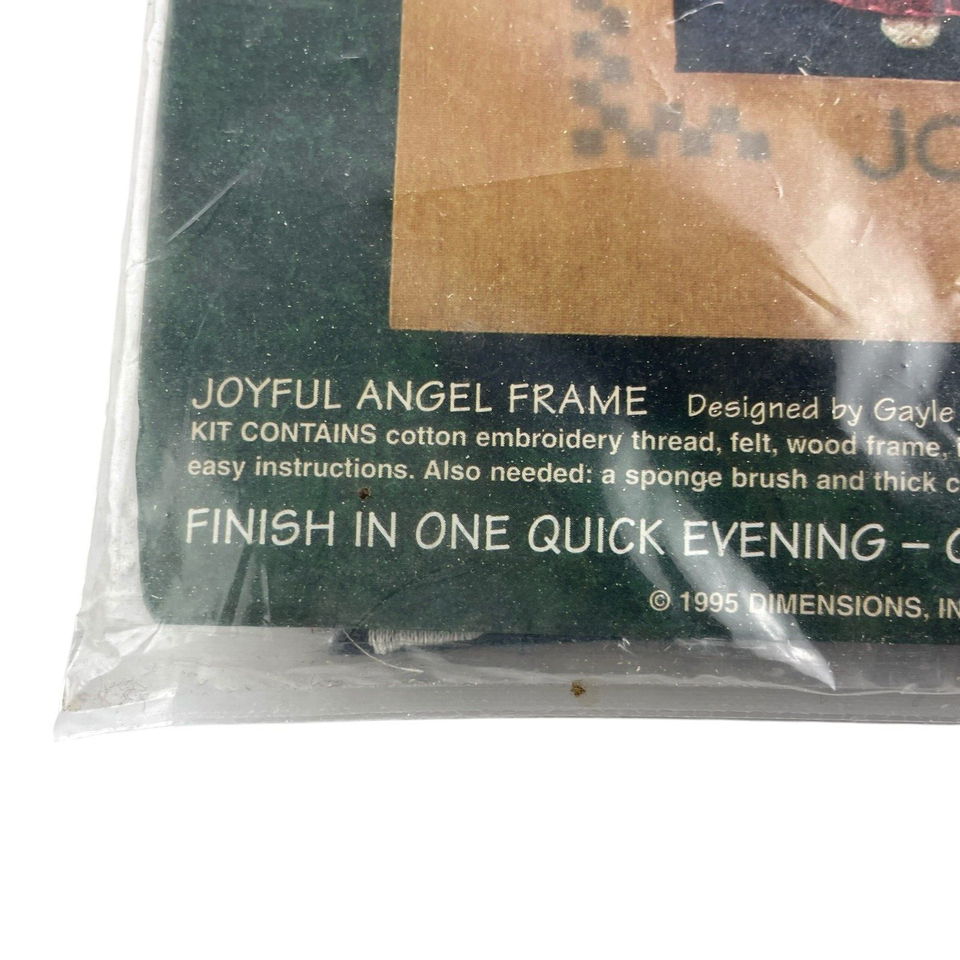 JO
JOYFUL ANGEL FRAME Designed by Gayle
KIT CONTAINS cotton embroidery thread, felt, wood frame,
easy instructions. Also needed: a sponge brush and thick
FINISH IN ONE QUICK EVENING –
© 1995 DIMENSIONS, IN